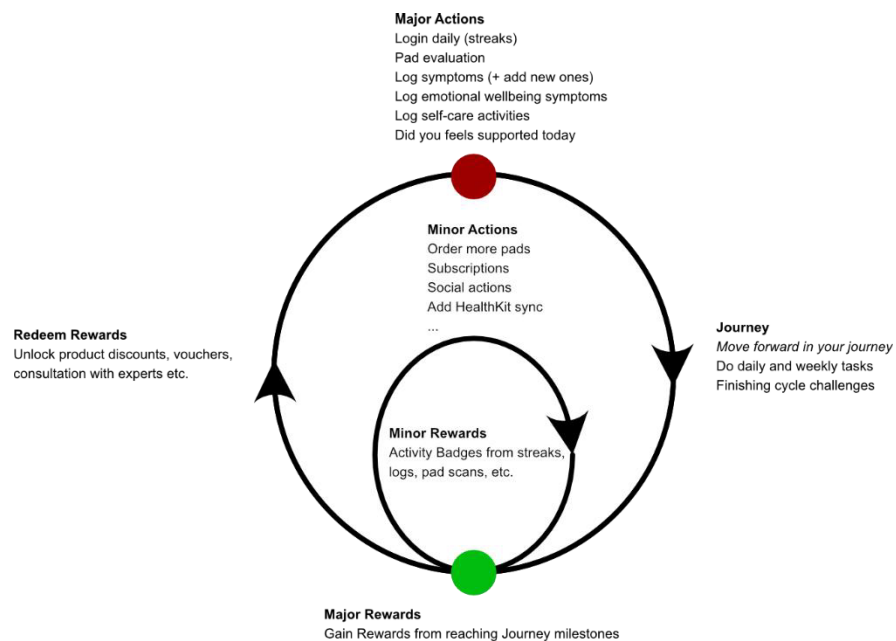 Major Actions
Login daily (streaks)
Pad evaluation
Log symptoms (+ add new ones)
Log emotional wellbeing symptoms
Log self-care activities
Did you feels supported today
Minor Actions
Order more pads
Subscriptions
Social actions
Add HealthKit sync
...
Redeem Rewards
Unlock product discounts, vouchers,
consultation with experts etc.
Journey
Move forward in your journey
Do daily and weekly tasks
Finishing cycle challenges
Minor Rewards
Activity Badges from streaks,
logs, pad scans, etc.
Major Rewards
Gain Rewards from reaching Journey milestones